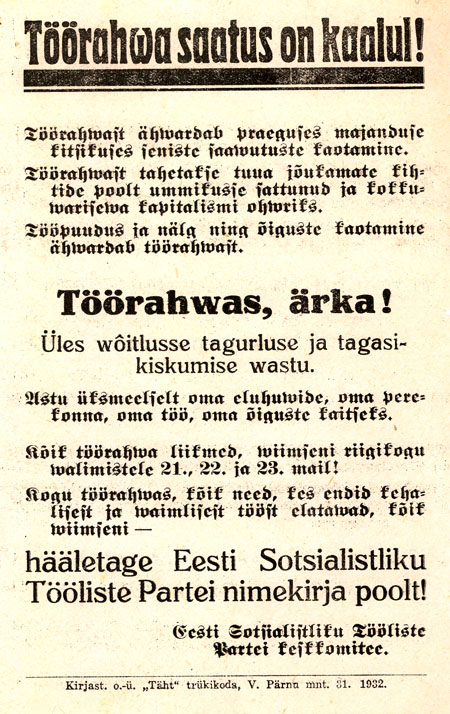 Töörahwa saatus on kaalul!
Töörahwast ähwardab praeguses majanduse
kitsikuses seniste saawutuste kaotamine.
Töörahwast tahetakse tuua jõukamate kih-
tide poolt ummikusse sattunud ja kokku-
warisewa kapitalismi ohwriks.
Tööpuudus ja nälg ning õiguste kaotamine
ähwardab töörahwast.
Töörahwas, ärka!
Üles wôitlusse tagurluse ja tagasi-
kiskumise wastu.
Astu üksmeelselt oma eluhuwide, oma pere-
konna, oma töö, oma õiguste kaitseks.
Kõik töörahwa liikmed, wiimseni riigikogu
walimistele 21., 22. ja 23. mail!
Kogu töörahwas, kõik need, kes endid keha-
lisest ja waimlisest tööst elatawad, kõik
wiimseni —
hääletage Eesti Sotsialistliku
Tööliste Partei nimekirja poolt!
Eesti Sotsialistliku Tööliste
Partei keskkomitee.
Kirjast. o.-ü. „Täht“ trükikoda, V. Pärnu mnt. 31. 1932.